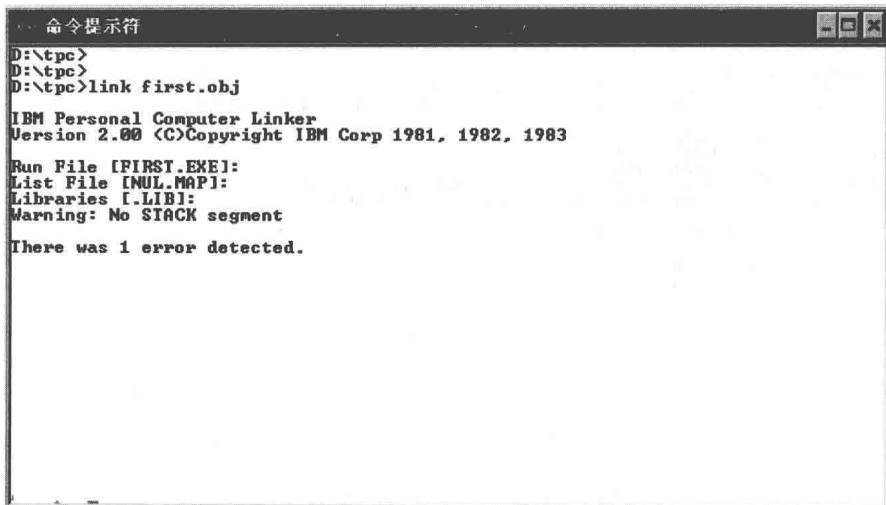 命令提示符
D:\tpc>
D:\tpc>
D:\tpc>link first.obj
IBM Personal Computer Linker
Version 2.00 (C)Copyright IBM Corp 1981, 1982, 1983
Run File [FIRST.EXE]:
List File [NUL.MAP]:
Libraries [.LIB]:
Warning: No STACK segment
There was 1 error detected.